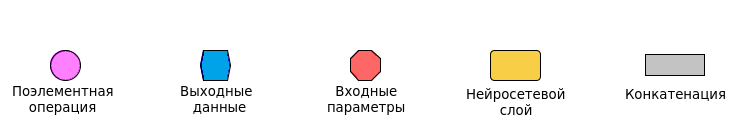 Поэлементная
операция
Выходные
данные
Входные
параметры
Нейросетевой
слой
Конкатенация